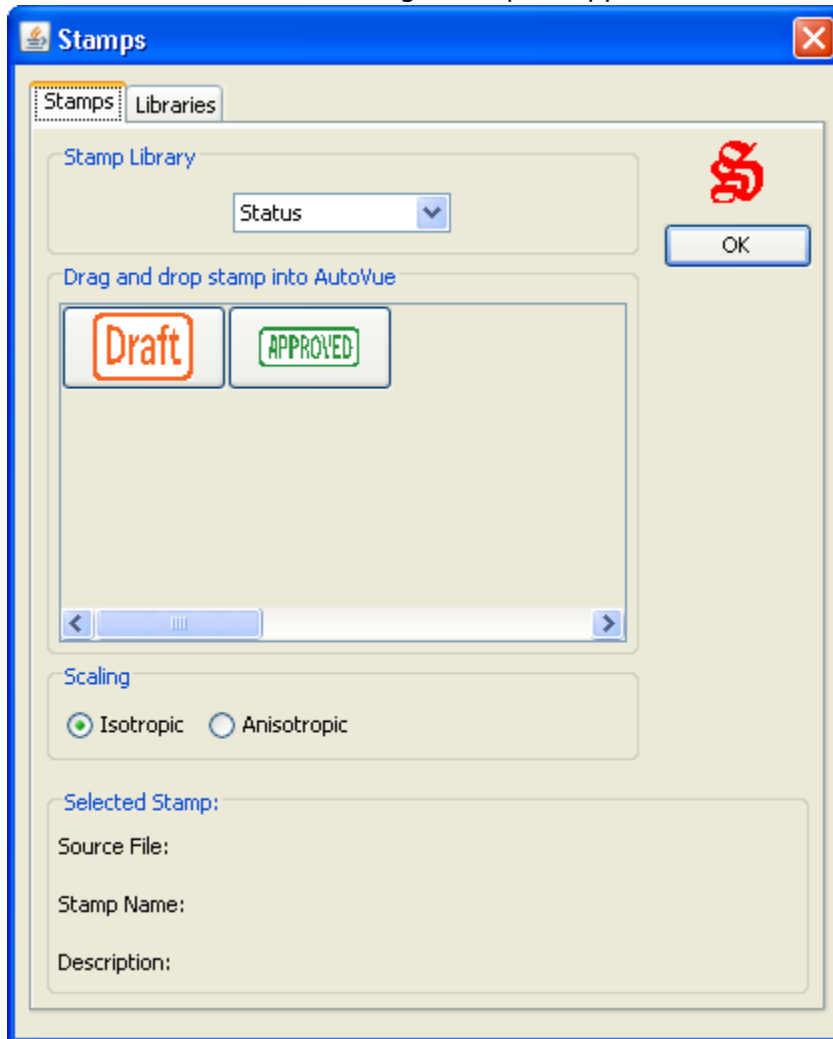 Stamps
Stamps Libraries
Stamp Library
Status
S
OK
Drag and drop stamp into AutoVue
Draft APPROVED
Scaling
Isotropic Anisotropic
Selected Stamp:
Source File:
Stamp Name:
Description: